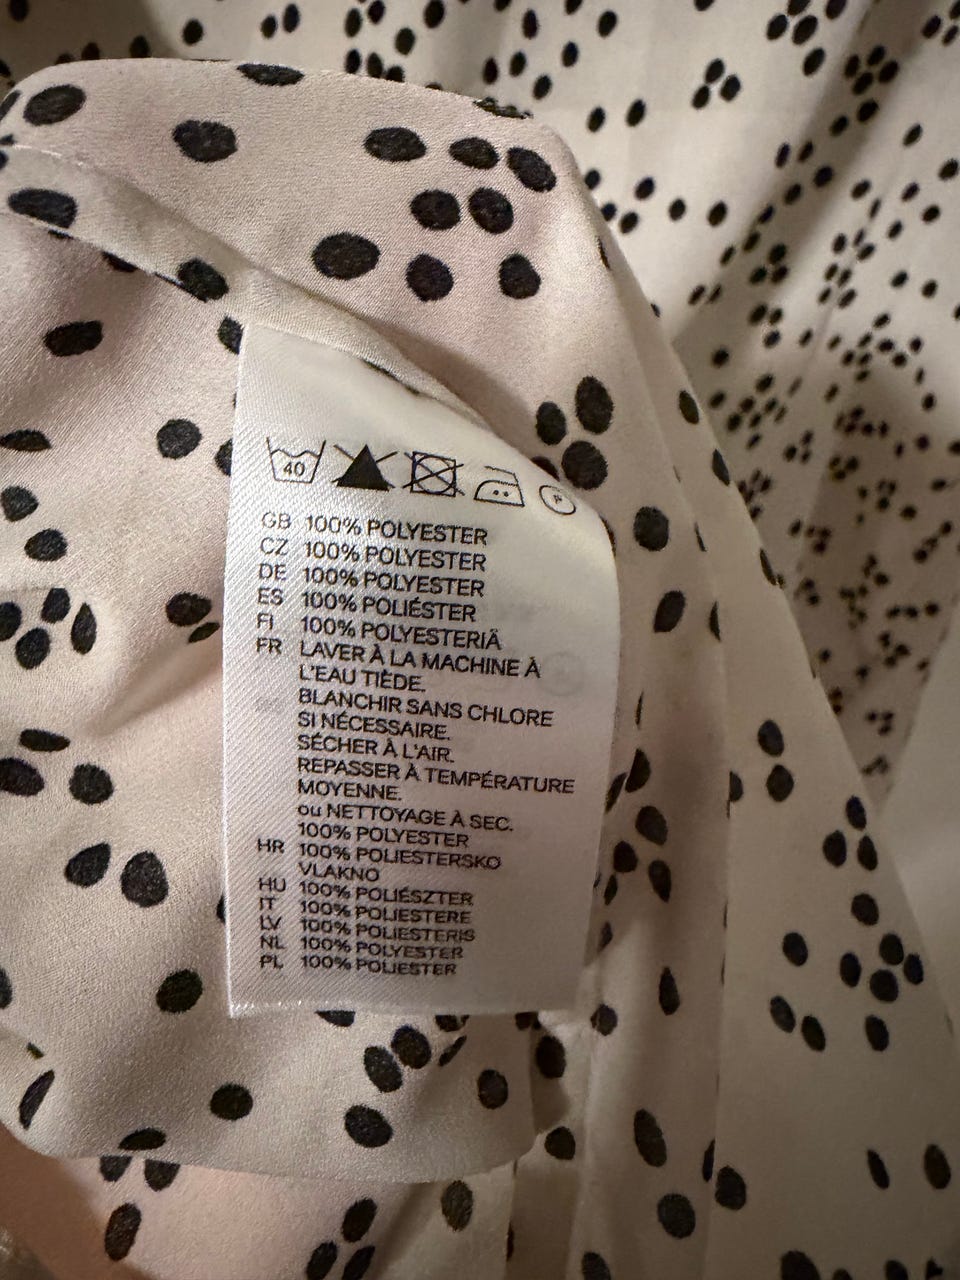 40 P
GB 100% POLYESTER
CZ 100% POLYESTER
DE 100% POLYESTER
ES 100% POLIÉSTER
FI 100% POLYESTERIÄ
FR LAVER À LA MACHINE À
L'EAU TIÈDE.
BLANCHIR SANS CHLORE
SI NÉCESSAIRE.
SÉCHER À L'AIR.
REPASSER À TEMPÉRATURE
MOYENNE.
ou NETTOYAGE À SEC.
100% POLYESTER
HR 100% POLIESTERSKO
VLAKNO
HU 100% POLIÉSZTER
IT 100% POLIESTERE
LV 100% POLIESTERIS
NL 100% POLYESTER
PL 100% POLIESTER